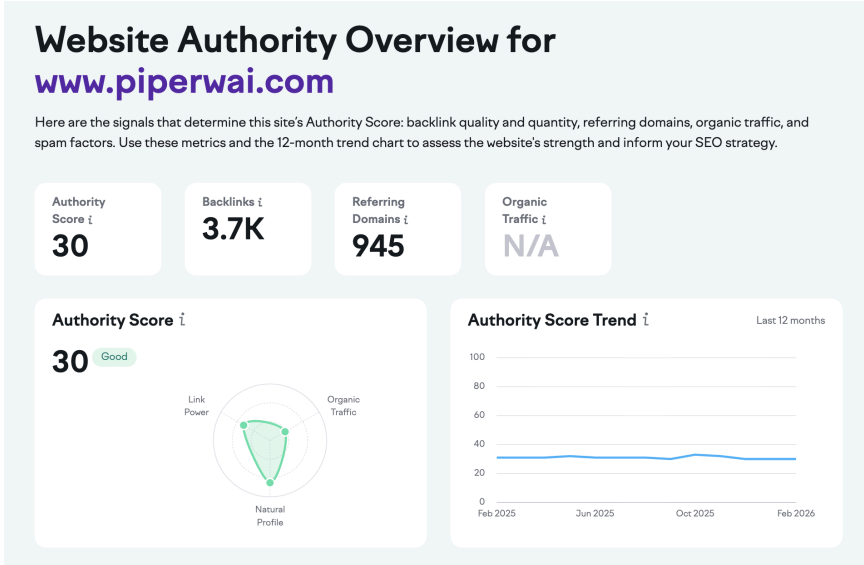 Website Authority Overview for
www.piperwai.com
Here are the signals that determine this site's Authority Score: backlink quality and quantity, referring domains, organic traffic, and
spam factors. Use these metrics and the 12-month trend chart to assess the website's strength and inform your SEO strategy.
Authority
Score i
30
Backlinks i
3.7K
Referring
Domains i
945
Organic
Traffic i
N/A
Authority Score i
30 Good
Link
Power
Organic
Traffic
Natural
Profile
Authority Score Trend i
Last 12 months
100
80
60
40
20
0
Feb 2025 Jun 2025 Oct 2025 Feb 2026